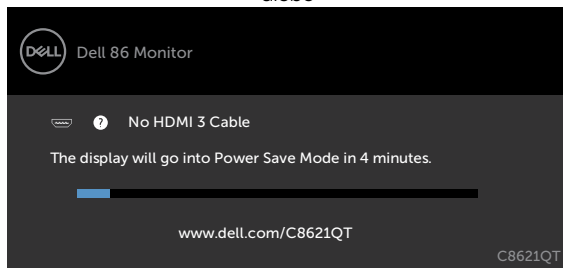 DELL Dell 86 Monitor
? No HDMI 3 Cable
The display will go into Power Save Mode in 4 minutes.
www.dell.com/C8621QT
C8621QT